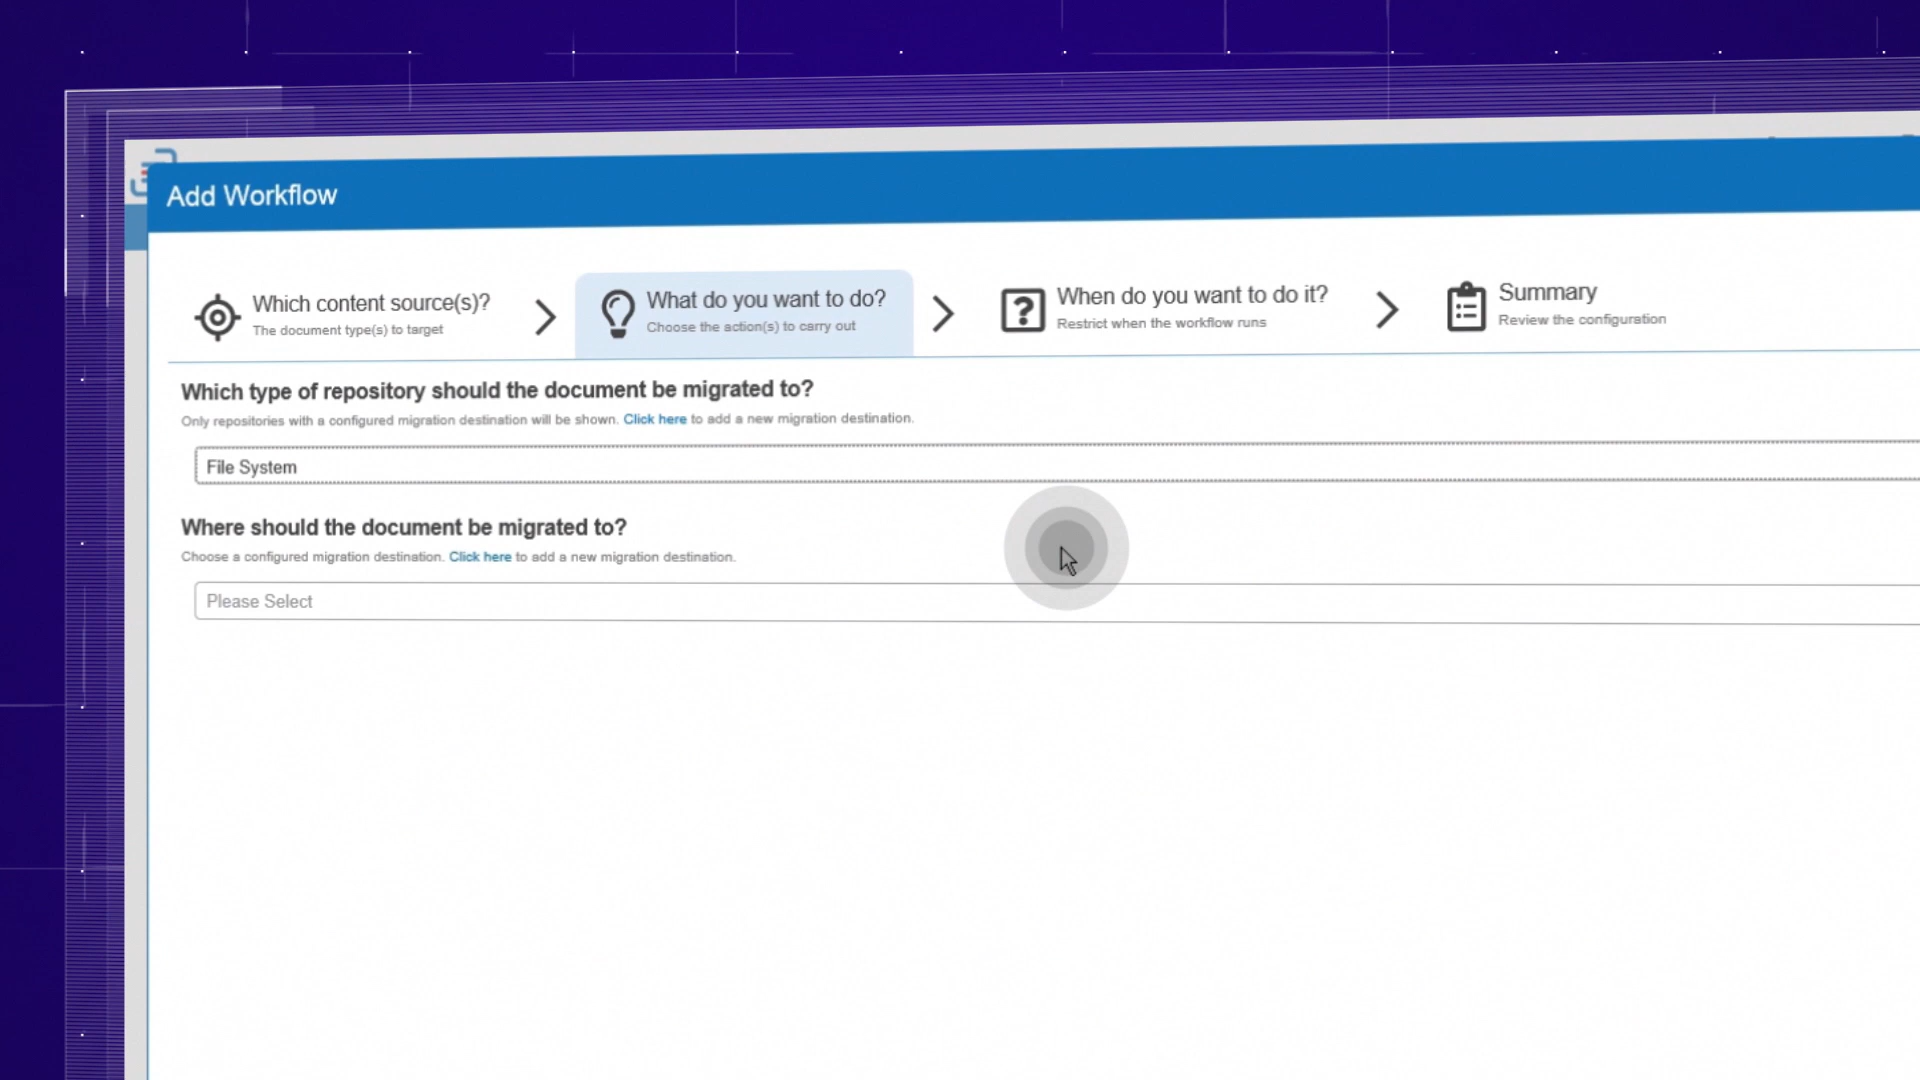 Add Workflow
Which content source(s)?
The document type(s) to target
What do you want to do?
Choose the action(s) to carry out
When do you want to do it?
Restrict when the workflow runs
Summary
Review the configuration
Which type of repository should the document be migrated to?
Only repositories with a configured migration destination will be shown. Click here to add a new migration destination.
File System
Where should the document be migrated to?
Choose a configured migration destination. Click here to add a new migration destination.
Please Select